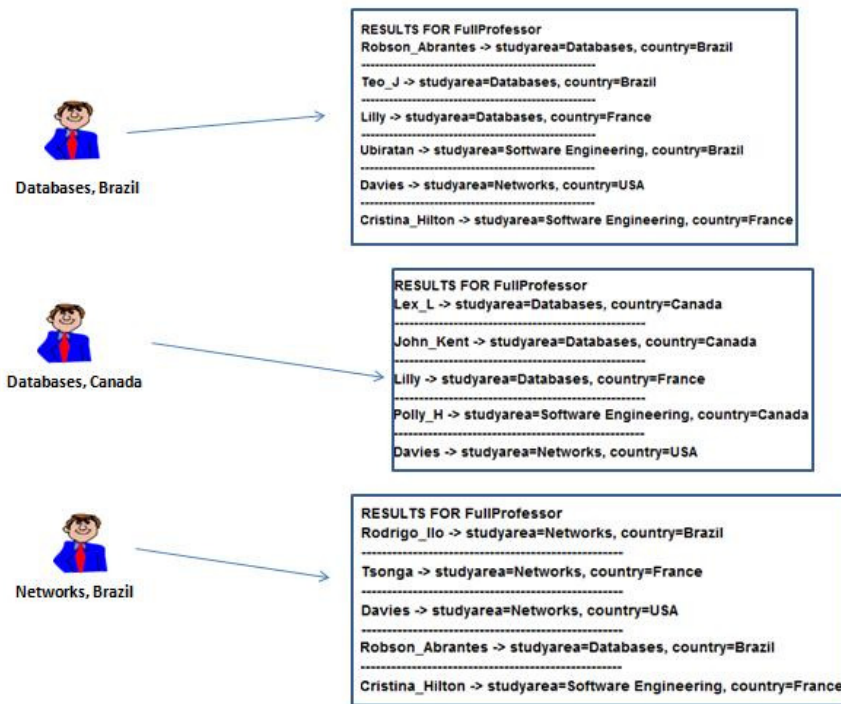 RESULTS FOR FullProfessor
Robson_Abrantes -> studyarea=Databases, country=Brazil
-----------------------------------------------------
Teo_J -> studyarea=Databases, country=Brazil
-----------------------------------------------------
Lilly -> studyarea=Databases, country=France
-----------------------------------------------------
Ubiratan -> studyarea=Software Engineering, country=Brazil
-----------------------------------------------------
Davies -> studyarea=Networks, country=USA
-----------------------------------------------------
Cristina_Hilton -> studyarea=Software Engineering, country=France
Databases, Brazil
RESULTS FOR FullProfessor
Lex_L -> studyarea=Databases, country=Canada
-----------------------------------------------------
John_Kent -> studyarea=Databases, country=Canada
-----------------------------------------------------
Lilly -> studyarea=Databases, country=France
-----------------------------------------------------
Polly_H -> studyarea=Software Engineering, country=Canada
-----------------------------------------------------
Davies -> studyarea=Networks, country=USA
Databases, Canada
RESULTS FOR FullProfessor
Rodrigo_Ilo -> studyarea=Networks, country=Brazil
-----------------------------------------------------
Tsonga -> studyarea=Networks, country=France
-----------------------------------------------------
Davies -> studyarea=Networks, country=USA
-----------------------------------------------------
Robson_Abrantes -> studyarea=Databases, country=Brazil
-----------------------------------------------------
Cristina_Hilton -> studyarea=Software Engineering, country=France
Networks, Brazil